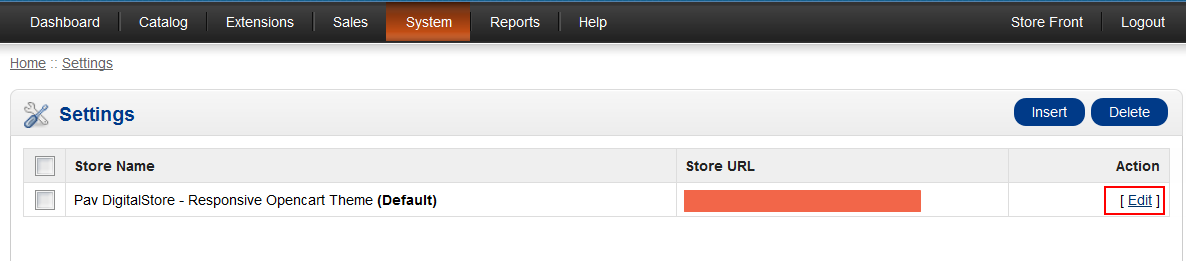 Dashboard Catalog Extensions Sales System Reports Help Store Front Logout
Home :: Settings
Settings Insert Delete
Store Name Store URL Action
Pav DigitalStore - Responsive Opencart Theme (Default) [ Edit ]